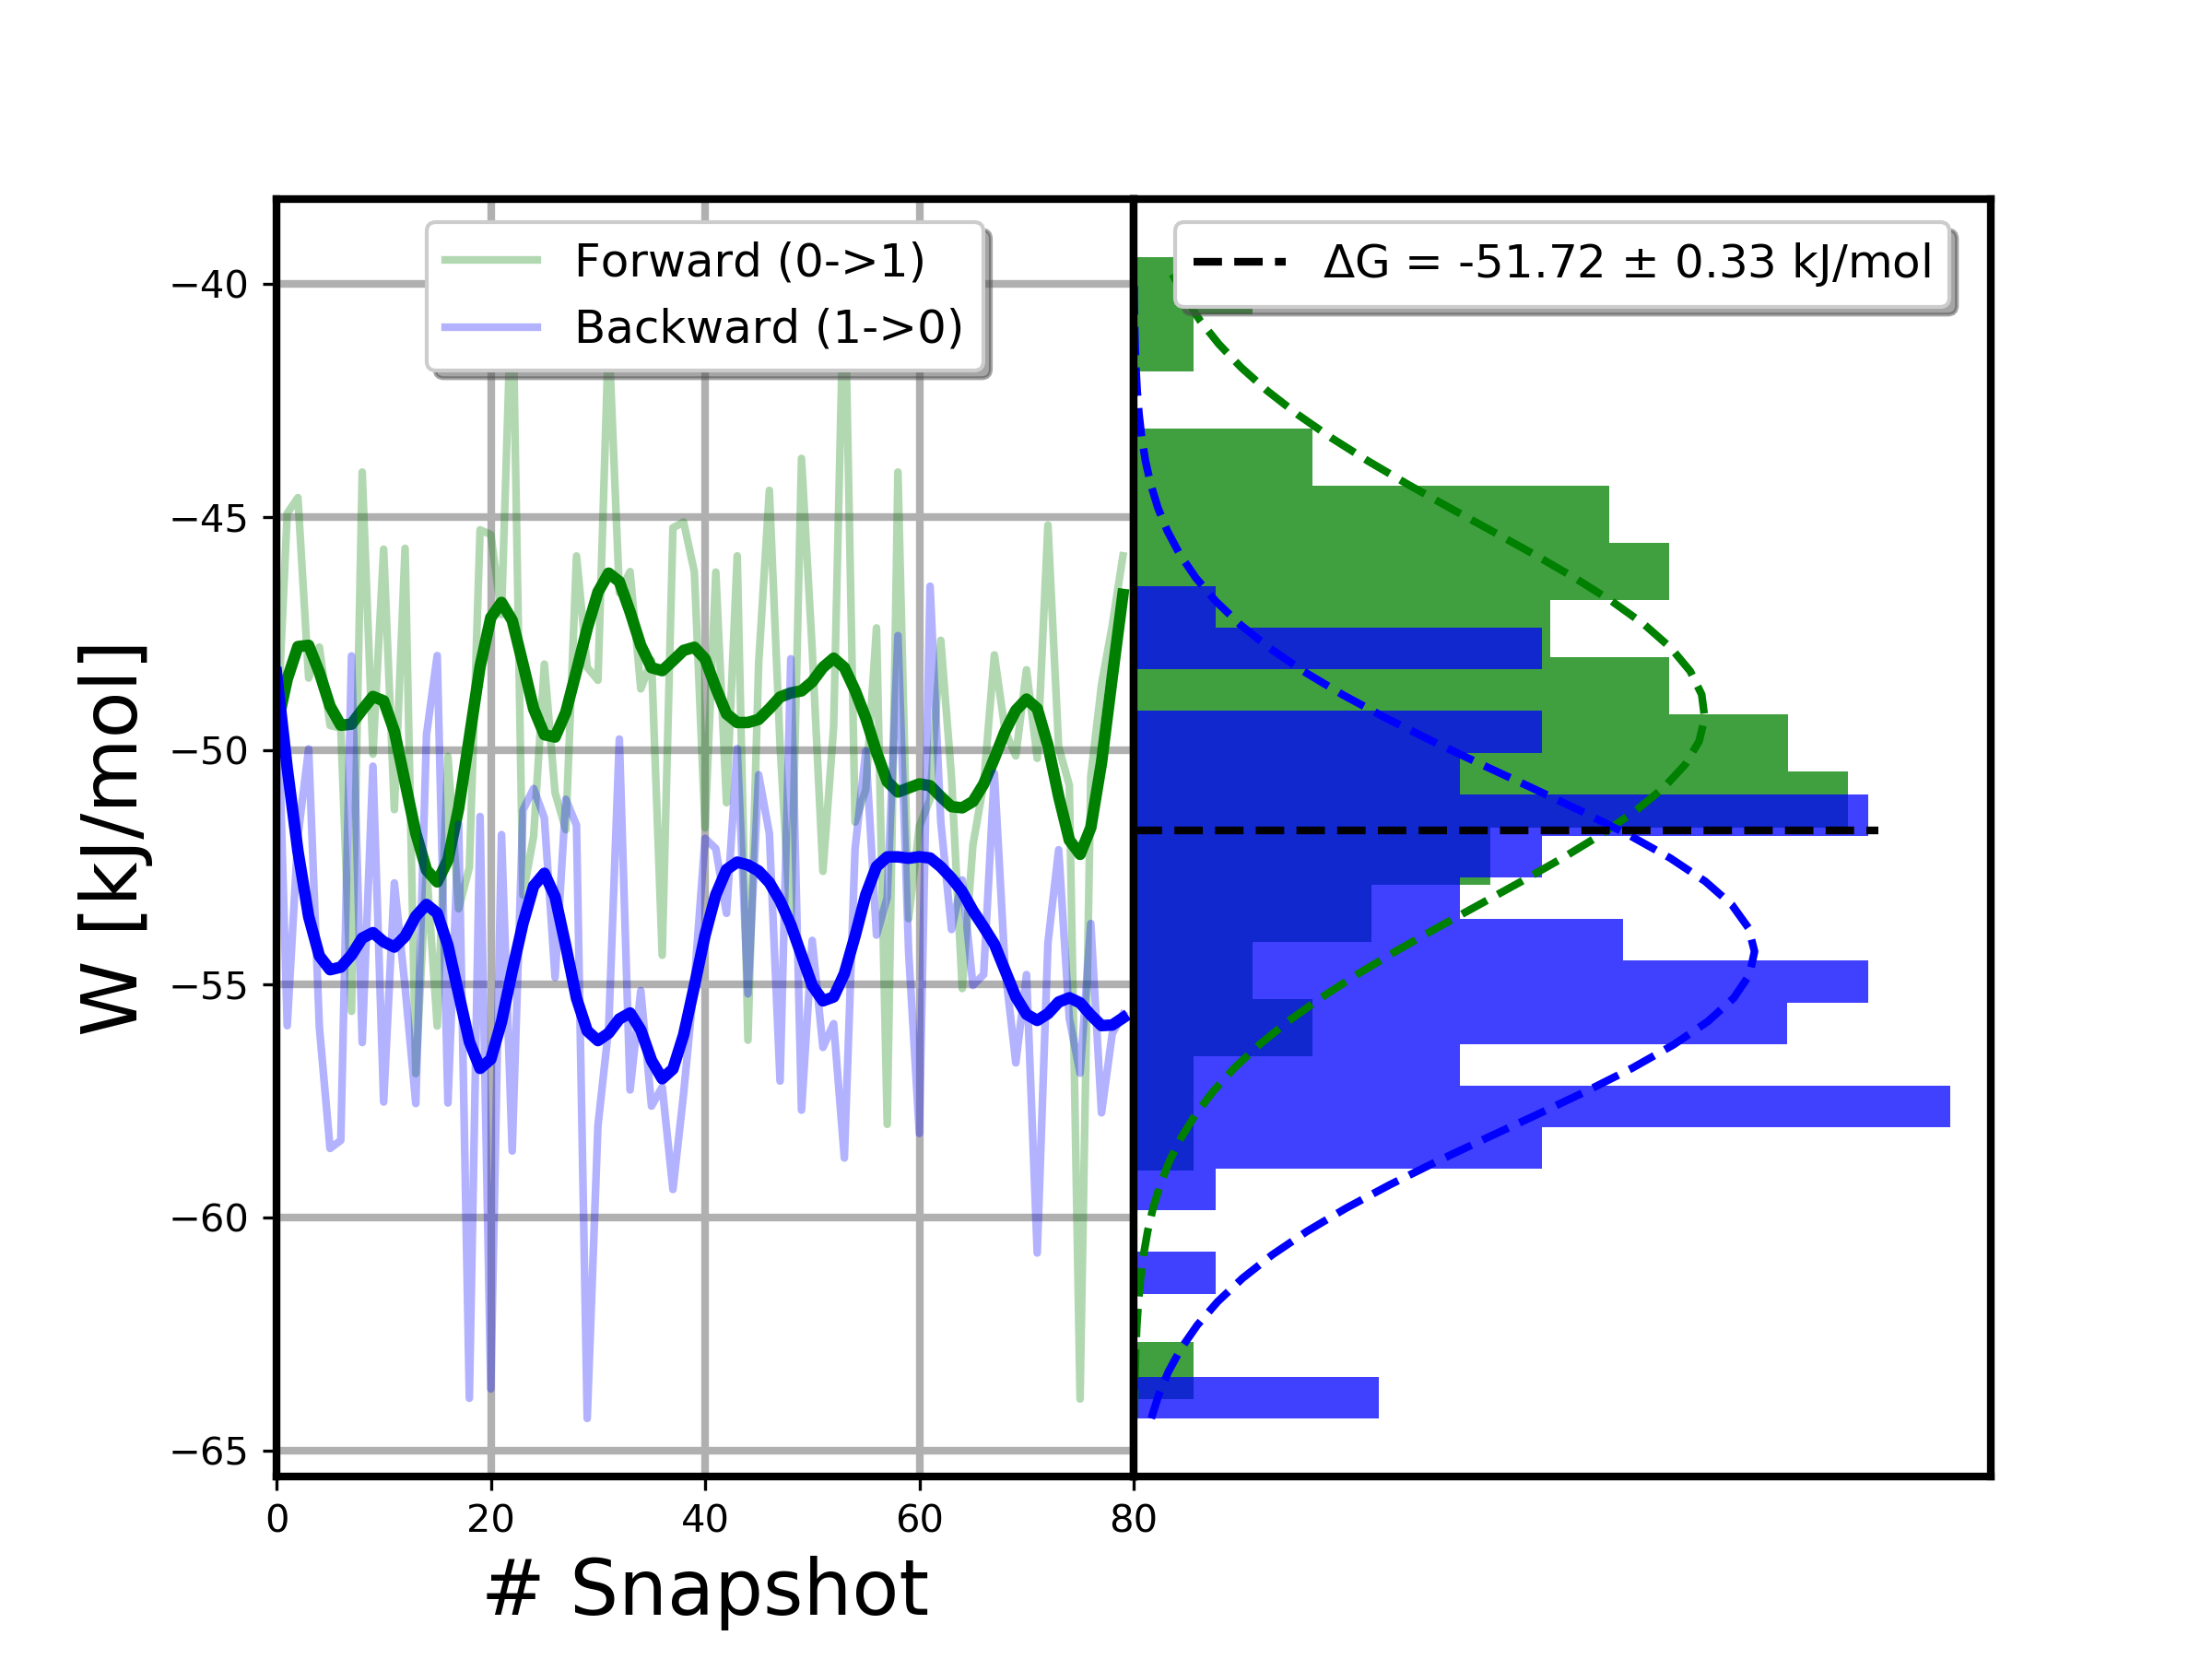 Forward (0->1)
Backward (1->0)
ΔG = -51.72 ± 0.33 kJ/mol
−40
−45
−50
−55
−60
−65
W [kJ/mol]
0 20 40 60 80
# Snapshot